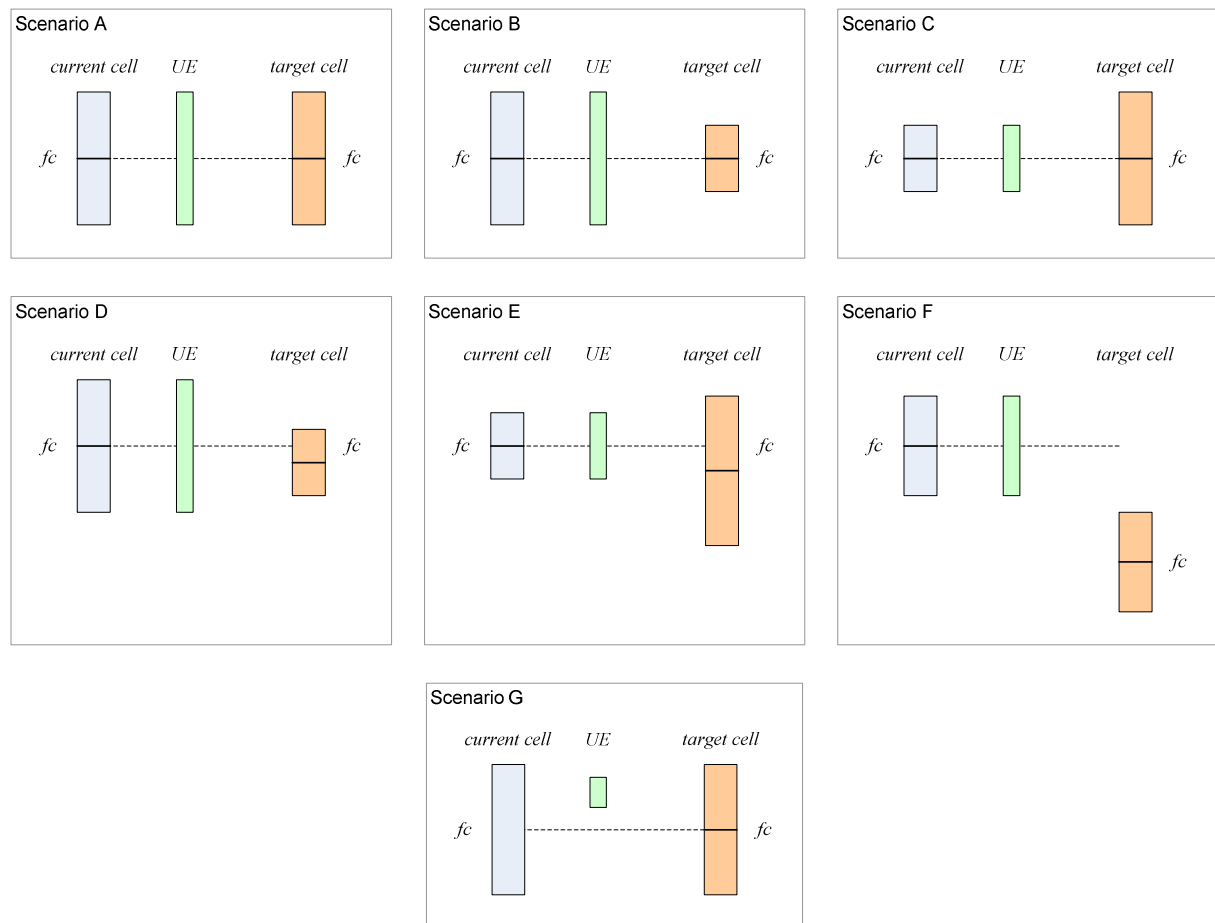 Scenario A
current cell UE target cell
fc fc
Scenario B
current cell UE target cell
fc fc
Scenario C
current cell UE target cell
fc fc
Scenario D
current cell UE target cell
fc fc
Scenario E
current cell UE target cell
fc fc
Scenario F
current cell UE target cell
fc
fc
Scenario G
current cell UE target cell
fc fc